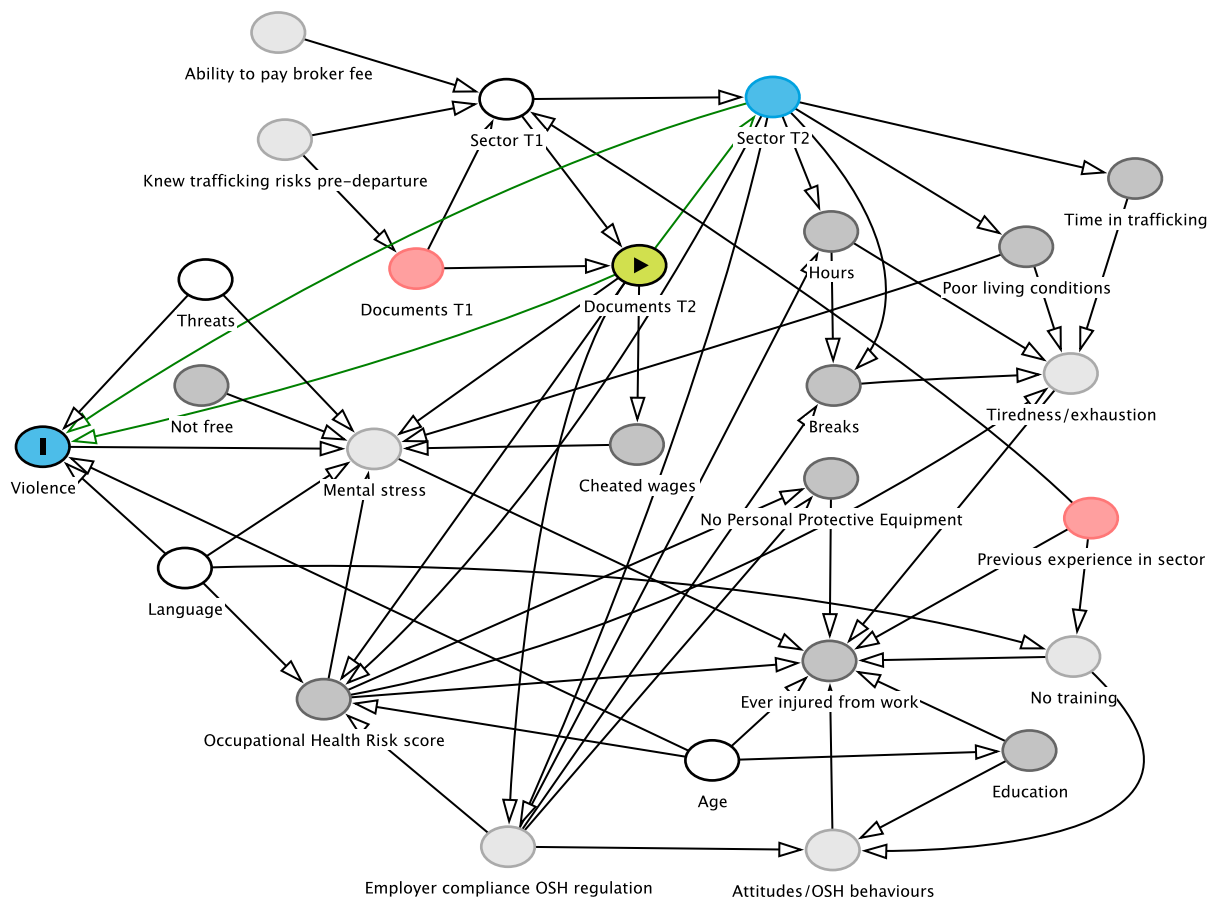 Ability to pay broker fee
Sector T1
Sector T2
Knew trafficking risks pre-departure
Time in trafficking
Hours
Poor living conditions
Documents T1
Documents T2
Threats
Not free
Breaks
Tiredness/exhaustion
Violence
Mental stress
Cheated wages
No Personal Protective Equipment
Previous experience in sector
Language
Ever injured from work
No training
Occupational Health Risk score
Age
Education
Employer compliance OSH regulation
Attitudes/OSH behaviours